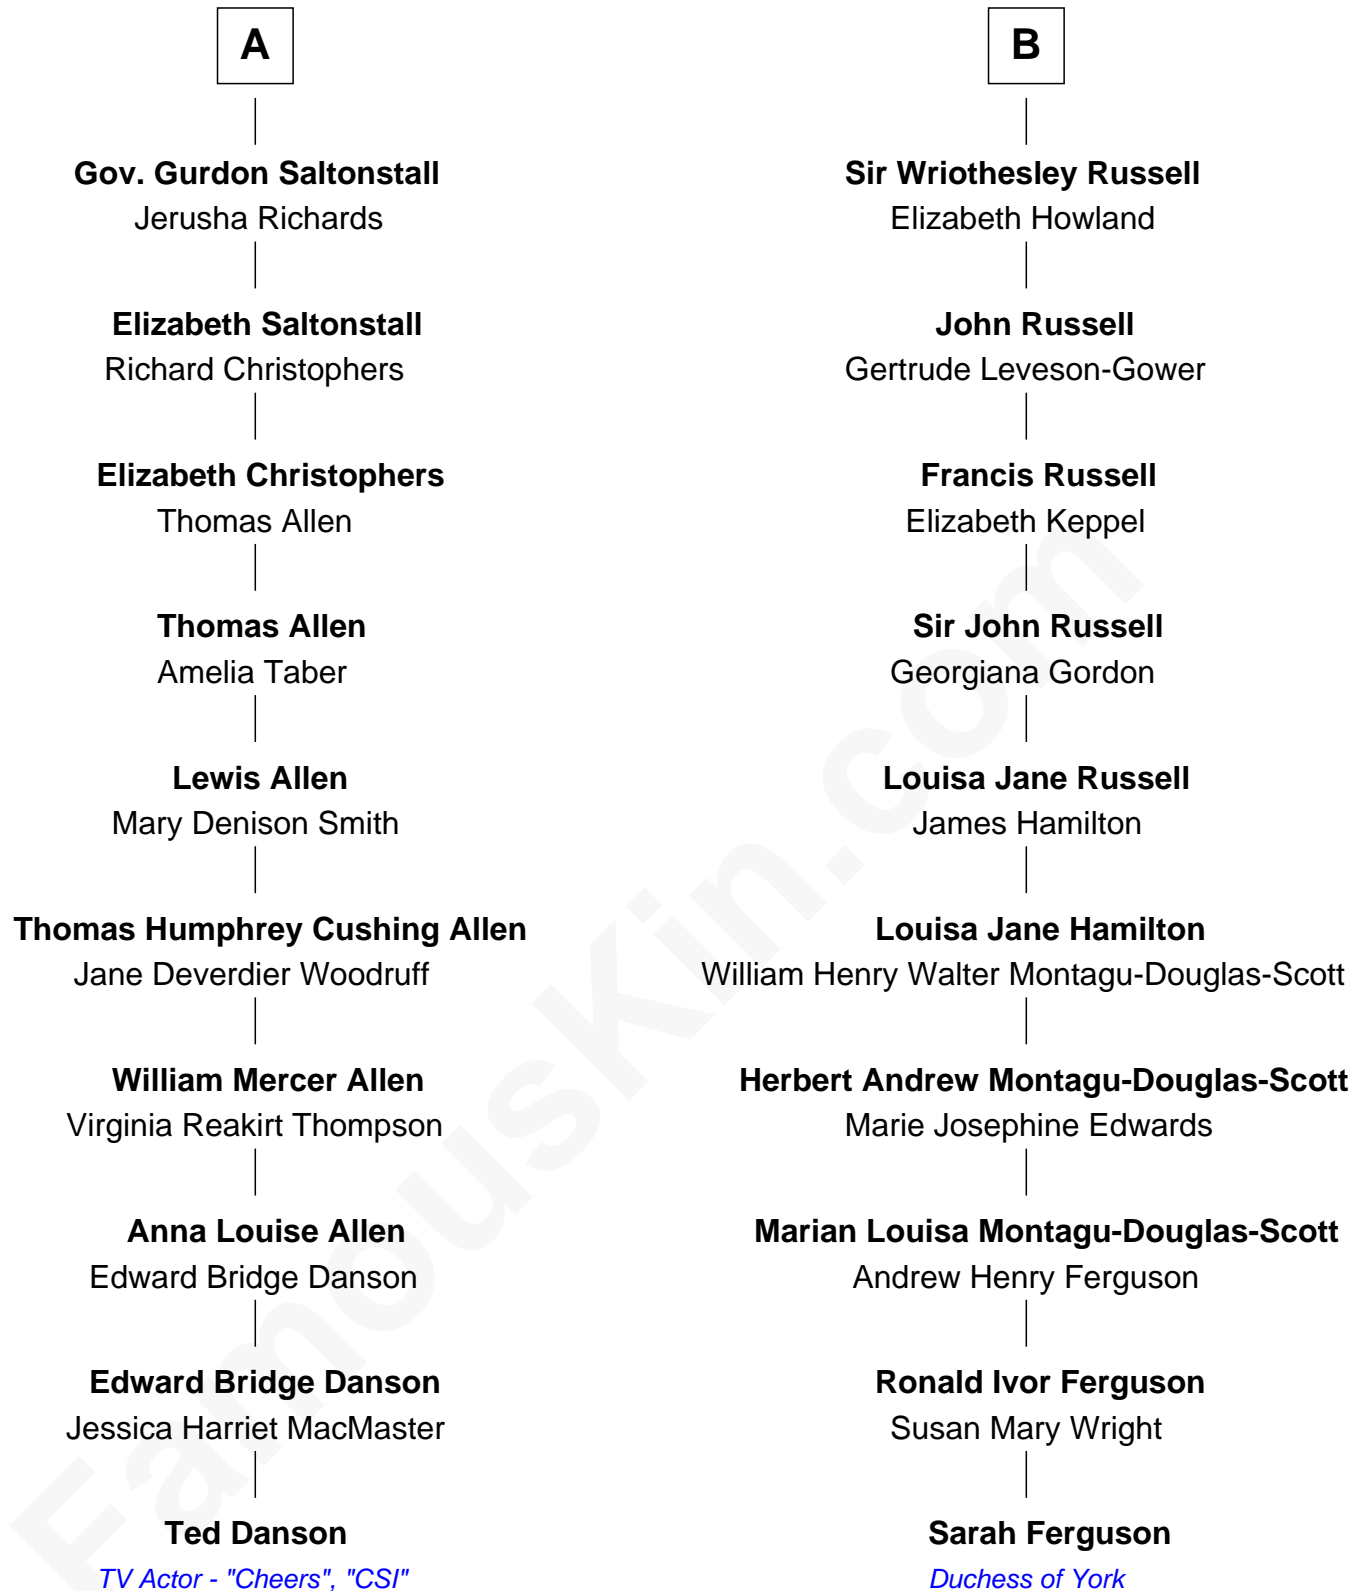 A
Gov. Gurdon Saltonstall
Jerusha Richards
Elizabeth Saltonstall
Richard Christophers
Elizabeth Christophers
Thomas Allen
Thomas Allen
Amelia Taber
Lewis Allen
Mary Denison Smith
Thomas Humphrey Cushing Allen
Jane Deverdier Woodruff
William Mercer Allen
Virginia Reakirt Thompson
Anna Louise Allen
Edward Bridge Danson
Edward Bridge Danson
Jessica Harriet MacMaster
Ted Danson
TV Actor - "Cheers", "CSI"
B
Sir Wriothesley Russell
Elizabeth Howland
John Russell
Gertrude Leveson-Gower
Francis Russell
Elizabeth Keppel
Sir John Russell
Georgiana Gordon
Louisa Jane Russell
James Hamilton
Louisa Jane Hamilton
William Henry Walter Montagu-Douglas-Scott
Herbert Andrew Montagu-Douglas-Scott
Marie Josephine Edwards
Marian Louisa Montagu-Douglas-Scott
Andrew Henry Ferguson
Ronald Ivor Ferguson
Susan Mary Wright
Sarah Ferguson
Duchess of York
FamousKin.com